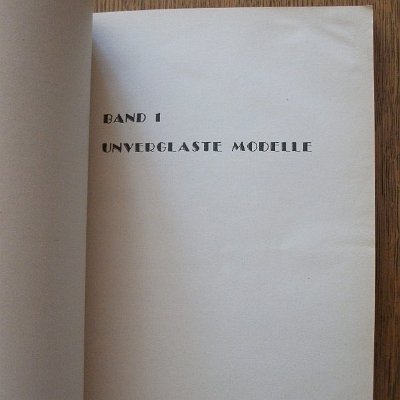 BAND 1
UNVERGLASTE MODELLE